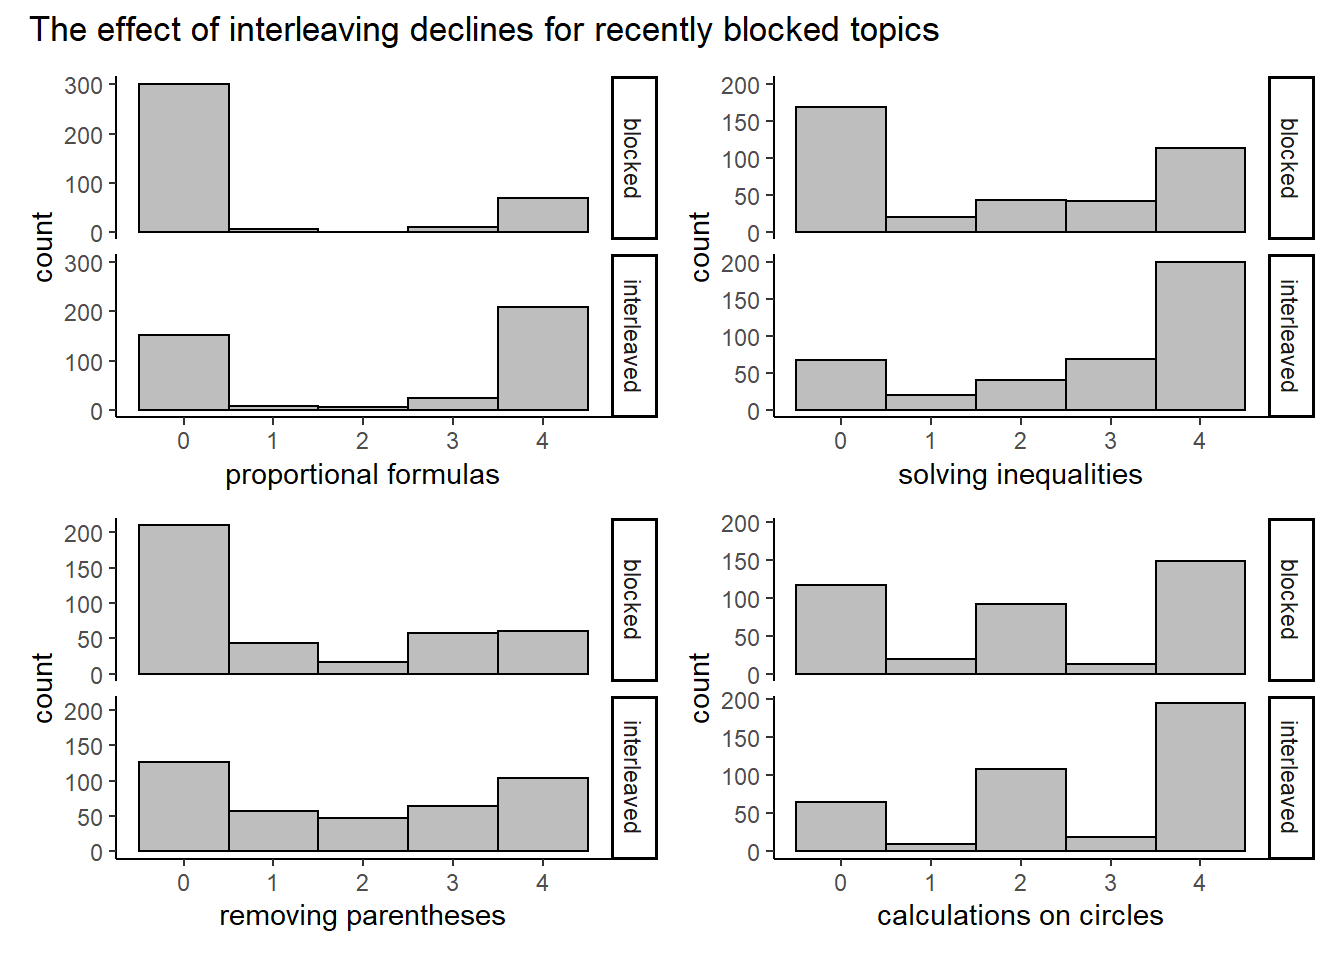 The effect of interleaving declines for recently blocked topics
count
300
200
100
0
blocked
300
200
100
0
interleaved
0 1 2 3 4
proportional formulas
count
200
150
100
50
0
blocked
200
150
100
50
0
interleaved
0 1 2 3 4
solving inequalities
count
200
150
100
50
0
blocked
200
150
100
50
0
interleaved
0 1 2 3 4
removing parentheses
count
200
150
100
50
0
blocked
200
150
100
50
0
interleaved
0 1 2 3 4
calculations on circles